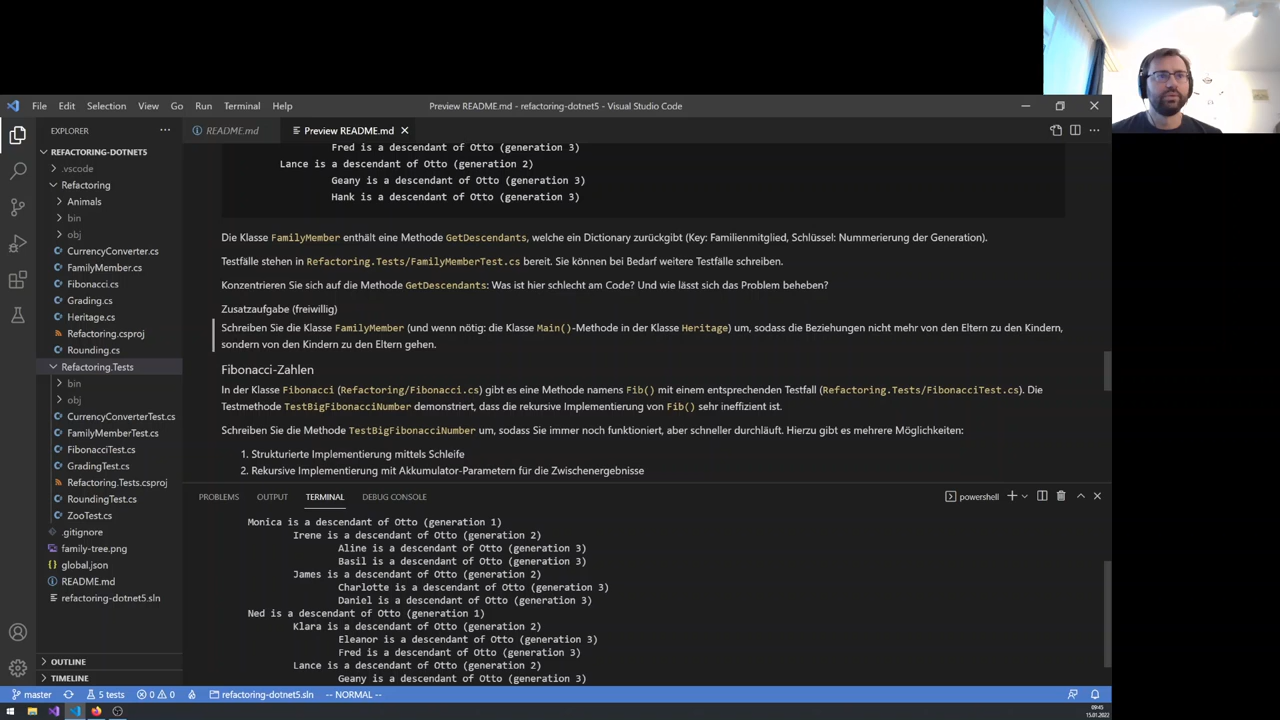 File Edit Selection View Go Run Terminal Help
Preview README.md - refactoring-dotnet5 - Visual Studio Code
EXPLORER
REFACTORING-DOTNET5
.vscode
Refactoring
Animals
bin
obj
CurrencyConverter.cs
FamilyMember.cs
Fibonacci.cs
Grading.cs
Heritage.cs
Refactoring.csproj
Rounding.cs
Refactoring.Tests
bin
obj
CurrencyConverterTest.cs
FamilyMemberTest.cs
FibonacciTest.cs
GradingTest.cs
Refactoring.Tests.csproj
RoundingTest.cs
ZooTest.cs
.gitignore
family-tree.png
global.json
README.md
refactoring-dotnet5.sln
OUTLINE
TIMELINE
README.md
Preview README.md
Fred is a descendant of Otto (generation 3)
Lance is a descendant of Otto (generation 2)
Geany is a descendant of Otto (generation 3)
Hank is a descendant of Otto (generation 3)
Die Klasse FamilyMember enthält eine Methode GetDescendants, welche ein Dictionary zurückgibt (Key: Familienmitglied, Schlüssel: Nummerierung der Generation).
Testfälle stehen in Refactoring.Tests/FamilyMemberTest.cs bereit. Sie können bei Bedarf weitere Testfälle schreiben.
Konzentrieren Sie sich auf die Methode GetDescendants: Was ist hier schlecht am Code? Und wie lässt sich das Problem beheben?
Zusatzaufgabe (freiwillig)
Schreiben Sie die Klasse FamilyMember (und wenn nötig: die Klasse Main()-Methode in der Klasse Heritage) um, sodass die Beziehungen nicht mehr von den Eltern zu den Kindern,
sondern von den Kindern zu den Eltern gehen.
Fibonacci-Zahlen
In der Klasse Fibonacci (Refactoring/Fibonacci.cs) gibt es eine Methode namens Fib() mit einem entsprechenden Testfall (Refactoring.Tests/FibonacciTest.cs). Die
Testmethode TestBigFibonacciNumber demonstriert, dass die rekursive Implementierung von Fib() sehr ineffizient ist.
Schreiben Sie die Methode TestBigFibonacciNumber um, sodass Sie immer noch funktioniert, aber schneller durchläuft. Hierzu gibt es mehrere Möglichkeiten:
1. Strukturierte Implementierung mittels Schleife
2. Rekursive Implementierung mit Akkumulator-Parametern für die Zwischenergebnisse
PROBLEMS OUTPUT TERMINAL DEBUG CONSOLE
powershell
Monica is a descendant of Otto (generation 1)
Irene is a descendant of Otto (generation 2)
Aline is a descendant of Otto (generation 3)
Basil is a descendant of Otto (generation 3)
James is a descendant of Otto (generation 2)
Charlotte is a descendant of Otto (generation 3)
Daniel is a descendant of Otto (generation 3)
Ned is a descendant of Otto (generation 1)
Klara is a descendant of Otto (generation 2)
Eleanor is a descendant of Otto (generation 3)
Fred is a descendant of Otto (generation 3)
Lance is a descendant of Otto (generation 2)
Geany is a descendant of Otto (generation 3)
master 5 tests 0 0 refactoring-dotnet5.sln -- NORMAL --
09:45
15.01.2022